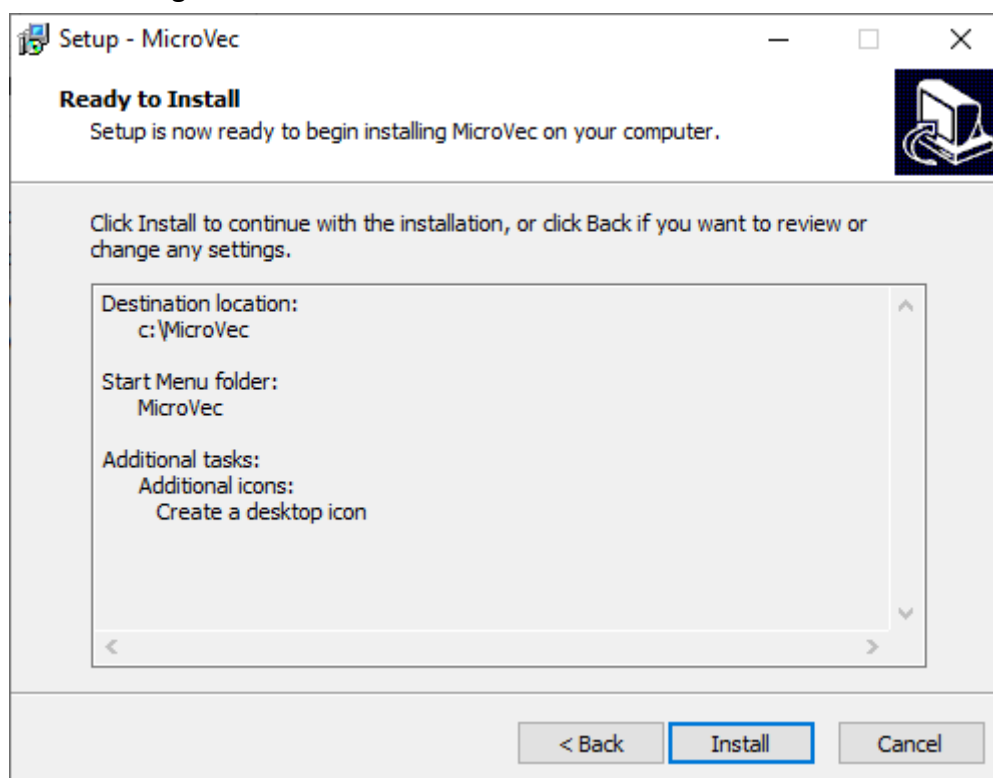 Setup - MicroVec
Ready to Install
Setup is now ready to begin installing MicroVec on your computer.
Click Install to continue with the installation, or click Back if you want to review or
change any settings.
Destination location:
c:\MicroVec
Start Menu folder:
MicroVec
Additional tasks:
Additional icons:
Create a desktop icon
< Back Install Cancel